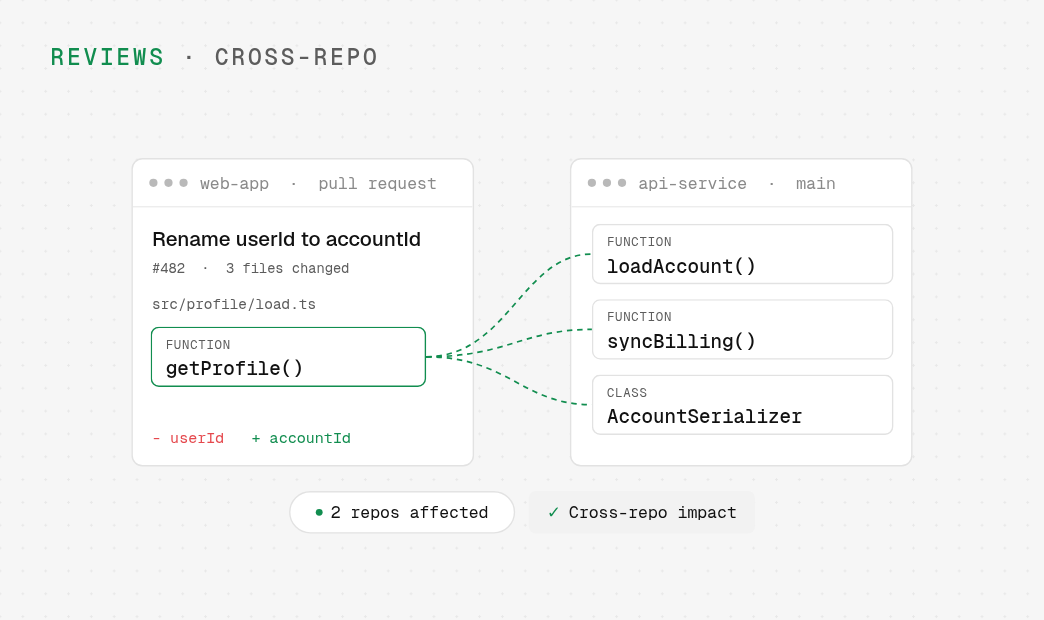 REVIEWS · CROSS-REPO
web-app · pull request
Rename userId to accountId
#482 · 3 files changed
src/profile/load.ts
FUNCTION
getProfile()
- userId + accountId
api-service · main
FUNCTION
loadAccount()
FUNCTION
syncBilling()
CLASS
AccountSerializer
2 repos affected
✓ Cross-repo impact